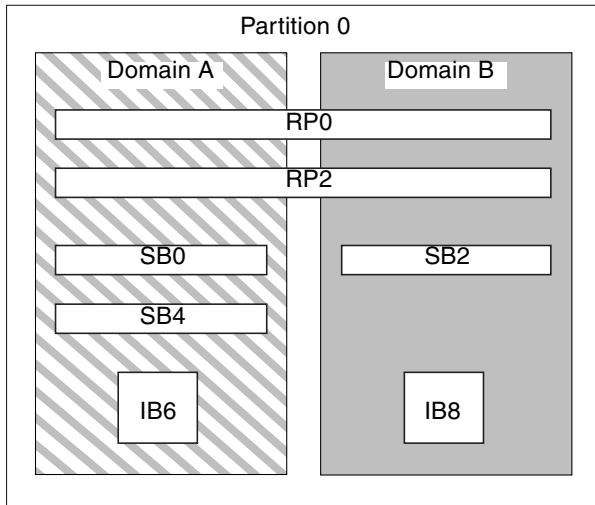 Partition 0
Domain A
Domain B
RP0
RP2
SB0
SB2
SB4
IB6
IB8